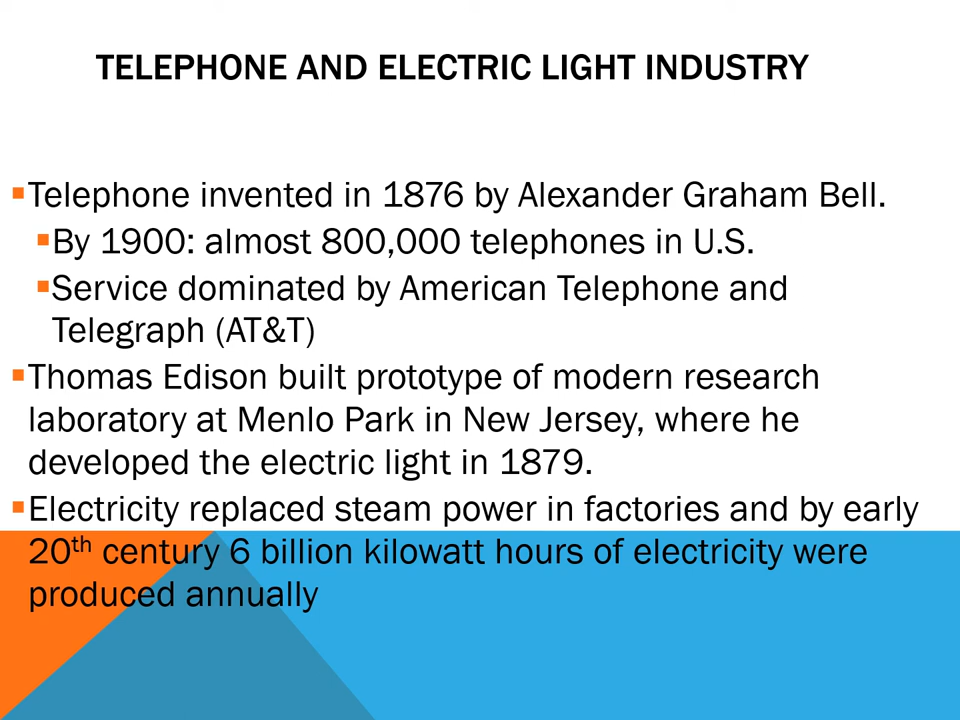 TELEPHONE AND ELECTRIC LIGHT INDUSTRY
▪Telephone invented in 1876 by Alexander Graham Bell.
▪By 1900: almost 800,000 telephones in U.S.
▪Service dominated by American Telephone and
Telegraph (AT&T)
▪Thomas Edison built prototype of modern research
laboratory at Menlo Park in New Jersey, where he
developed the electric light in 1879.
▪Electricity replaced steam power in factories and by early
20th century 6 billion kilowatt hours of electricity were
produced annually